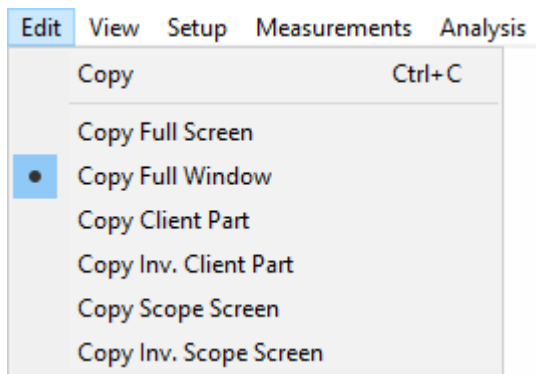 Edit View Setup Measurements Analysis
Copy Ctrl+C
Copy Full Screen
Copy Full Window
Copy Client Part
Copy Inv. Client Part
Copy Scope Screen
Copy Inv. Scope Screen